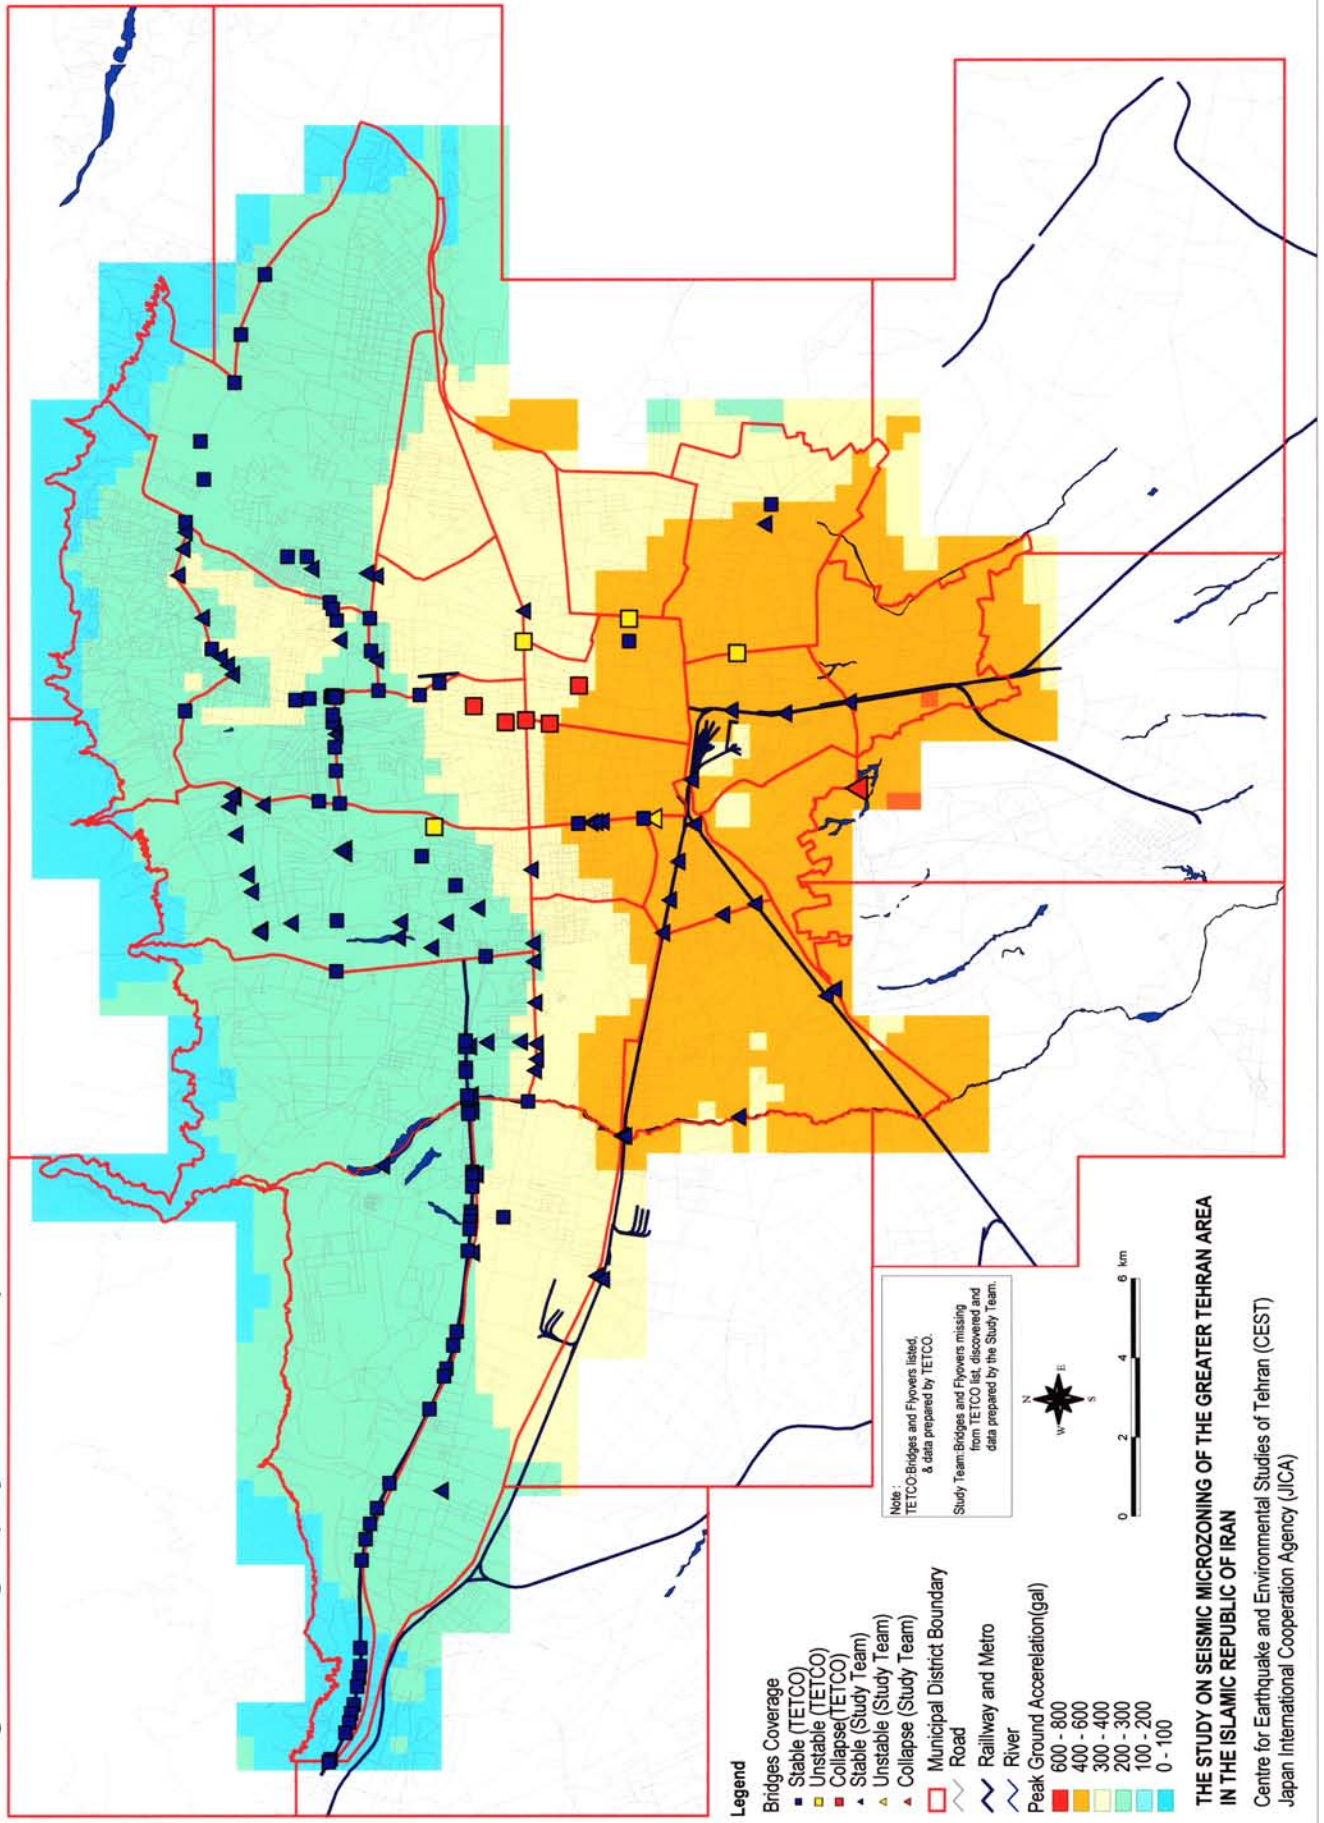 Legend
Bridges Coverage
Stable (TETCO)
Unstable (TETCO)
Collapse(TETCO)
Stable (Study Team)
Unstable (Study Team)
Collapse (Study Team)
Municipal District Boundary
Road
Raillway and Metro
River
Peak Ground Accerelation(gal)
600 - 800
400 - 600
300 - 400
200 - 300
100 - 200
0 - 100
Note :
TETCO:Bridges and Flyovers listed,
& data prepared by TETCO.
Study Team:Bridges and Flyovers missing
from TETCO list, discovered and
data prepared by the Study Team.
N
W
E
S
0 2 4 6 km
THE STUDY ON SEISMIC MICROZONING OF THE GREATER TEHRAN AREA
IN THE ISLAMIC REPUBLIC OF IRAN
Centre for Earthquake and Environmental Studies of Tehran (CEST)
Japan International Cooperation Agency (JICA)